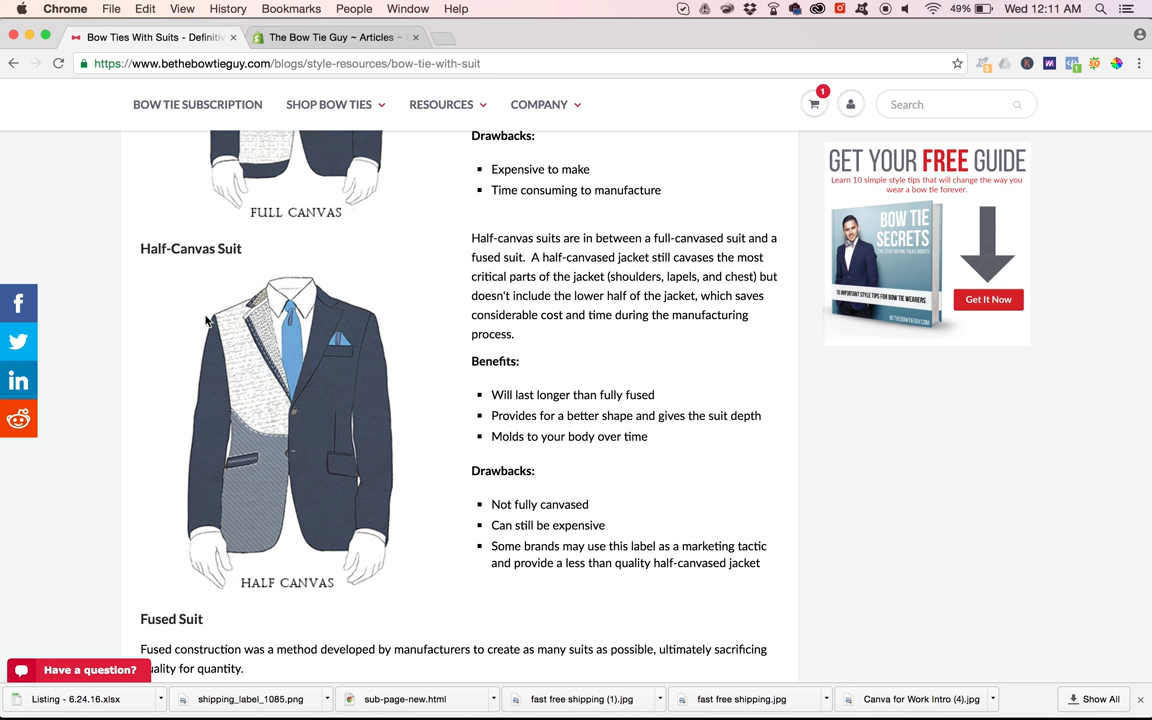 Chrome File Edit View History Bookmarks People Window Help 49% Wed 12:11 AM
Bow Ties With Suits - Definitiv The Bow Tie Guy ~ Articles ~
https://www.bethebowtieguy.com/blogs/style-resources/bow-tie-with-suit
BOW TIE SUBSCRIPTION SHOP BOW TIES RESOURCES COMPANY 1 Search
Drawbacks:
Expensive to make
Time consuming to manufacture
FULL CANVAS
Half-Canvas Suit
Half-canvas suits are in between a full-canvased suit and a
fused suit. A half-canvased jacket still cavases the most
critical parts of the jacket (shoulders, lapels, and chest) but
doesn't include the lower half of the jacket, which saves
considerable cost and time during the manufacturing
process.
Benefits:
Will last longer than fully fused
Provides for a better shape and gives the suit depth
Molds to your body over time
Drawbacks:
Not fully canvased
Can still be expensive
Some brands may use this label as a marketing tactic
and provide a less than quality half-canvased jacket
HALF CANVAS
Fused Suit
Fused construction was a method developed by manufacturers to create as many suits as possible, ultimately sacrificing
quality for quantity.
GET YOUR FREE GUIDE
Learn 10 simple style tips that will change the way you
wear a bow tie forever.
BOW TIE
SECRETS
10 IMPORTANT STYLE TIPS FOR BOW TIE WEARERS
BETHEBOWTIEGUY.COM
Get It Now
Have a question?
Listing - 6.24.16.xlsx shipping_label_1085.png sub-page-new.html fast free shipping (1).jpg fast free shipping.jpg Canva for Work Intro (4).jpg Show All